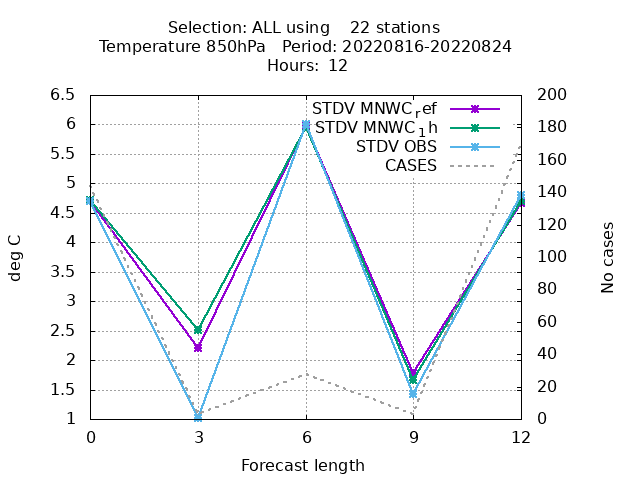 Selection: ALL using    22 stations
Temperature 850hPa   Period: 20220816-20220824
Hours:  12
STDV MNWCref
STDV MNWC1h
STDV OBS
CASES
6.5
6
5.5
5
4.5
4
3.5
3
2.5
2
1.5
1
deg C
200
180
160
140
120
100
80
60
40
20
0
No cases
0 3 6 9 12
Forecast length